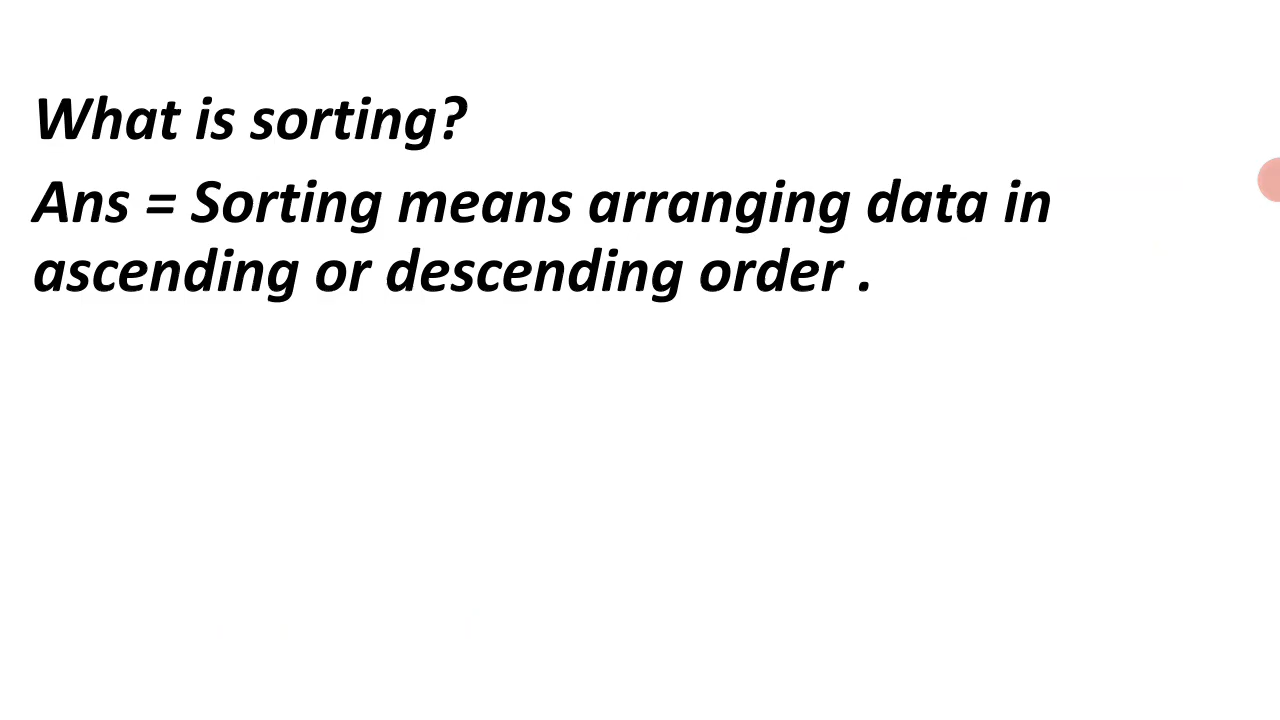 What is sorting?
Ans = Sorting means arranging data in
ascending or descending order .